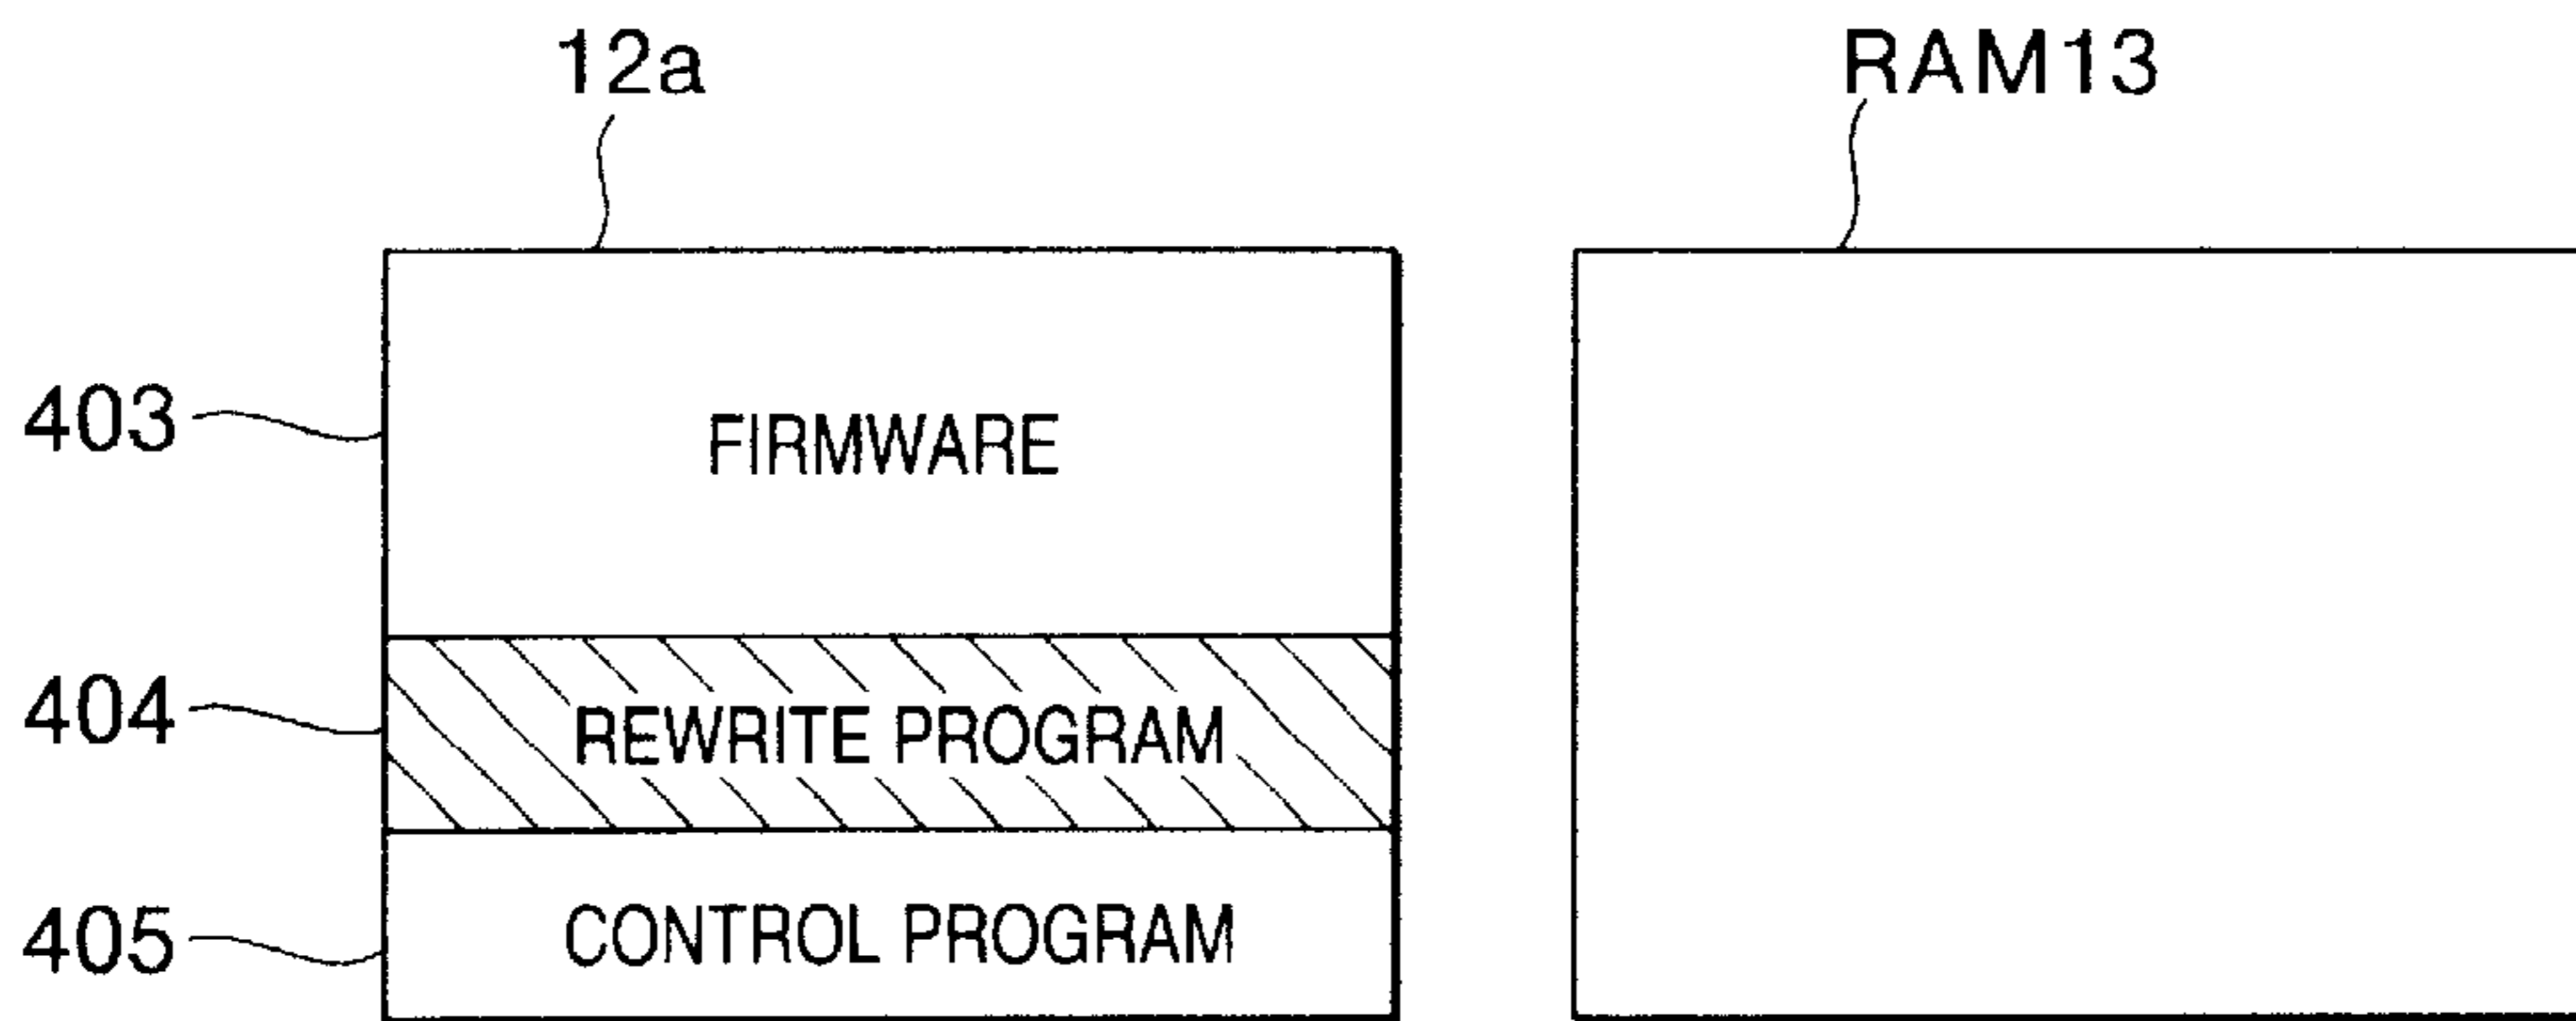 12a
RAM13
403
FIRMWARE
404
REWRITE PROGRAM
405
CONTROL PROGRAM